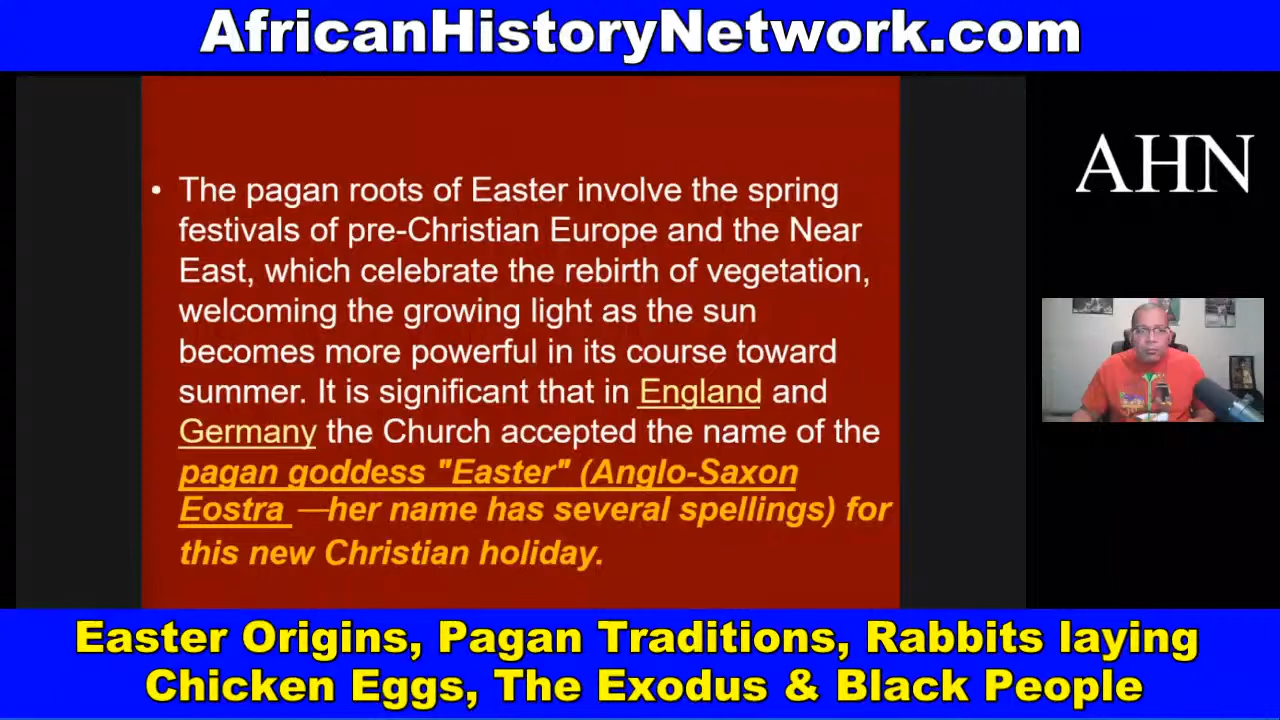 AfricanHistoryNetwork.com
AHN
• The pagan roots of Easter involve the spring
festivals of pre-Christian Europe and the Near
East, which celebrate the rebirth of vegetation,
welcoming the growing light as the sun
becomes more powerful in its course toward
summer. It is significant that in England and
Germany the Church accepted the name of the
pagan goddess "Easter" (Anglo-Saxon
Eostra —her name has several spellings) for
this new Christian holiday.
Easter Origins, Pagan Traditions, Rabbits laying
Chicken Eggs, The Exodus & Black People